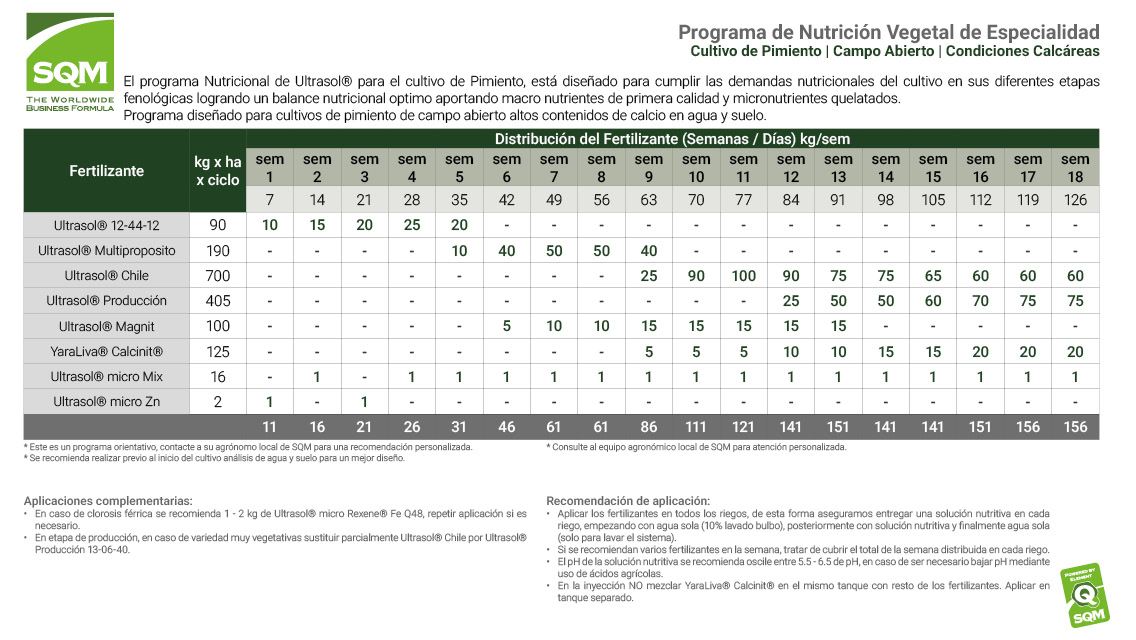 SQM
THE WORLDWIDE
BUSINESS FORMULA
Programa de Nutrición Vegetal de Especialidad
Cultivo de Pimiento | Campo Abierto | Condiciones Calcáreas
El programa Nutricional de Ultrasol® para el cultivo de Pimiento, está diseñado para cumplir las demandas nutricionales del cultivo en sus diferentes etapas
fenológicas logrando un balance nutricional optimo aportando macro nutrientes de primera calidad y micronutrientes quelatados.
Programa diseñado para cultivos de pimiento de campo abierto altos contenidos de calcio en agua y suelo.
Fertilizante kg x ha x ciclo Distribución del Fertilizante (Semanas / Días) kg/sem
sem 1 sem 2 sem 3 sem 4 sem 5 sem 6 sem 7 sem 8 sem 9 sem 10 sem 11 sem 12 sem 13 sem 14 sem 15 sem 16 sem 17 sem 18
7 14 21 28 35 42 49 56 63 70 77 84 91 98 105 112 119 126
Ultrasol® 12-44-12 90 10 15 20 25 20 - - - - - - - - - - - - -
Ultrasol® Multiproposito 190 - - - - 10 40 50 50 40 - - - - - - - - -
Ultrasol® Chile 700 - - - - - - - - 25 90 100 90 75 75 65 60 60 60
Ultrasol® Producción 405 - - - - - - - - - - - 25 50 50 60 70 75 75
Ultrasol® Magnit 100 - - - - - 5 10 10 15 15 15 15 15 - - - - -
YaraLiva® Calcinit® 125 - - - - - - - - 5 5 5 10 10 15 15 20 20 20
Ultrasol® micro Mix 16 - 1 - 1 1 1 1 1 1 1 1 1 1 1 1 1 1 1
Ultrasol® micro Zn 2 1 - 1 - - - - - - - - - - - - - - -
11 16 21 26 31 46 61 61 86 111 121 141 151 141 141 151 156 156
* Este es un programa orientativo, contacte a su agrónomo local de SQM para una recomendación personalizada.
* Se recomienda realizar previo al inicio del cultivo análisis de agua y suelo para un mejor diseño.
* Consulte al equipo agronómico local de SQM para atención personalizada.
Aplicaciones complementarias:
• En caso de clorosis férrica se recomienda 1 - 2 kg de Ultrasol® micro Rexene® Fe Q48, repetir aplicación si es
necesario.
• En etapa de producción, en caso de variedad muy vegetativas sustituir parcialmente Ultrasol® Chile por Ultrasol®
Producción 13-06-40.
Recomendación de aplicación:
• Aplicar los fertilizantes en todos los riegos, de esta forma aseguramos entregar una solución nutritiva en cada
riego, empezando con agua sola (10% lavado bulbo), posteriormente con solución nutritiva y finalmente agua sola
(solo para lavar el sistema).
• Si se recomiendan varios fertilizantes en la semana, tratar de cubrir el total de la semana distribuida en cada riego.
• El pH de la solución nutritiva se recomienda oscile entre 5.5 - 6.5 de pH, en caso de ser necesario bajar pH mediante
uso de ácidos agrícolas.
• En la inyección NO mezclar YaraLiva® Calcinit® en el mismo tanque con resto de los fertilizantes. Aplicar en
tanque separado.
POWERED BY
ELEMENT
Q
SQM